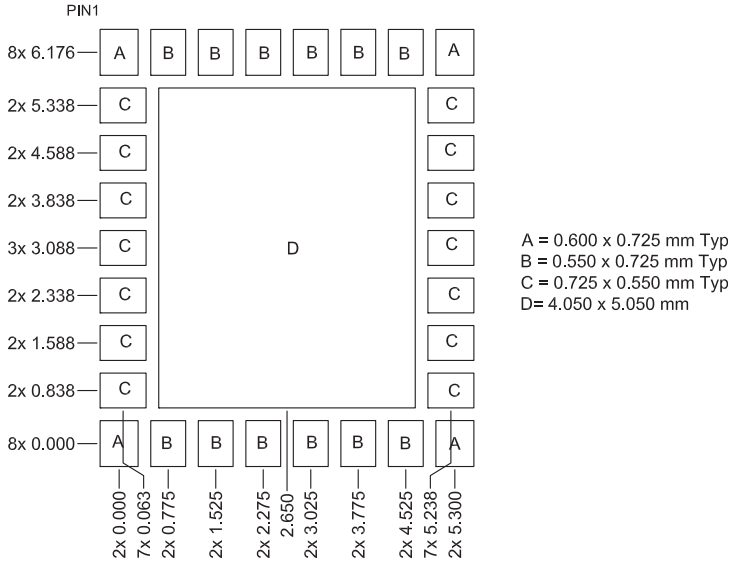 PIN1
8x 6.176 A B B B B B B A
2x 5.338 C C
2x 4.588 C C
2x 3.838 C C
3x 3.088 C D C
2x 2.338 C C
2x 1.588 C C
2x 0.838 C C
8x 0.000 A B B B B B B A
2x 0.000
7x 0.063
2x 0.775
2x 1.525
2x 2.275
2.650
2x 3.025
2x 3.775
2x 4.525
7x 5.238
2x 5.300
A = 0.600 x 0.725 mm Typ
B = 0.550 x 0.725 mm Typ
C = 0.725 x 0.550 mm Typ
D= 4.050 x 5.050 mm